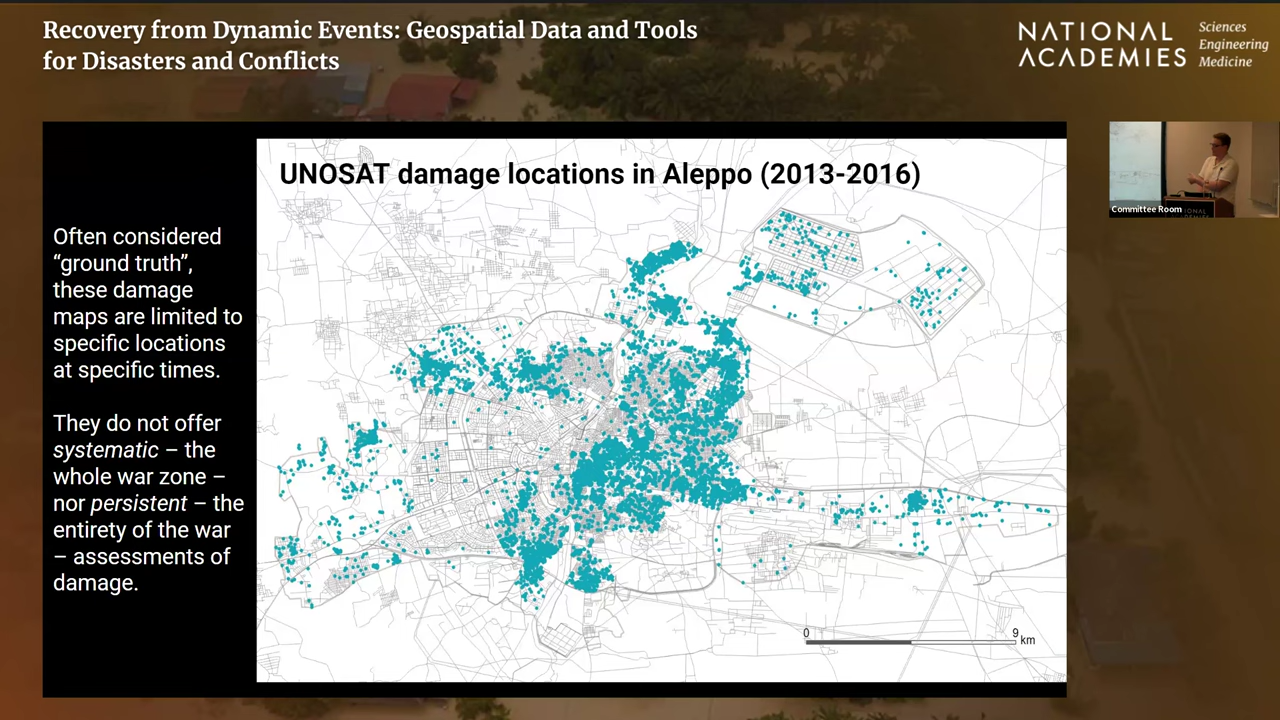 Recovery from Dynamic Events: Geospatial Data and Tools
for Disasters and Conflicts
NATIONAL
ACADEMIES
Sciences
Engineering
Medicine
UNOSAT damage locations in Aleppo (2013-2016)
Often considered
“ground truth”,
these damage
maps are limited to
specific locations
at specific times.
They do not offer
systematic – the
whole war zone –
nor persistent – the
entirety of the war
– assessments of
damage.
0
9
km
Committee Room